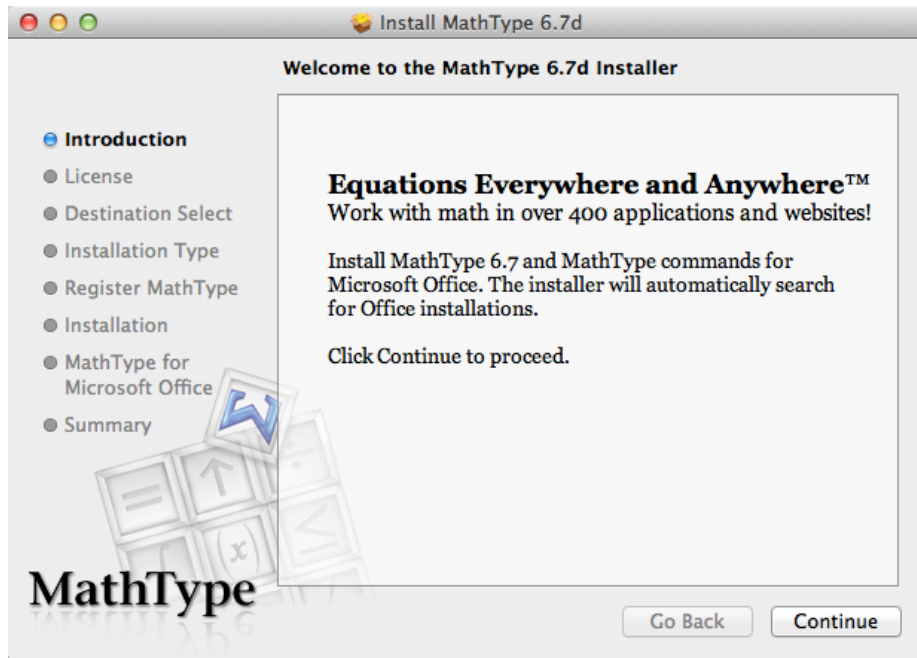 Install MathType 6.7d
Welcome to the MathType 6.7d Installer
Introduction
License
Destination Select
Installation Type
Register MathType
Installation
MathType for
Microsoft Office
Summary
Equations Everywhere and Anywhere™
Work with math in over 400 applications and websites!
Install MathType 6.7 and MathType commands for
Microsoft Office. The installer will automatically search
for Office installations.
Click Continue to proceed.
Σ
= ↑ ÷
∫ (x) ≤
MathType
Go Back Continue